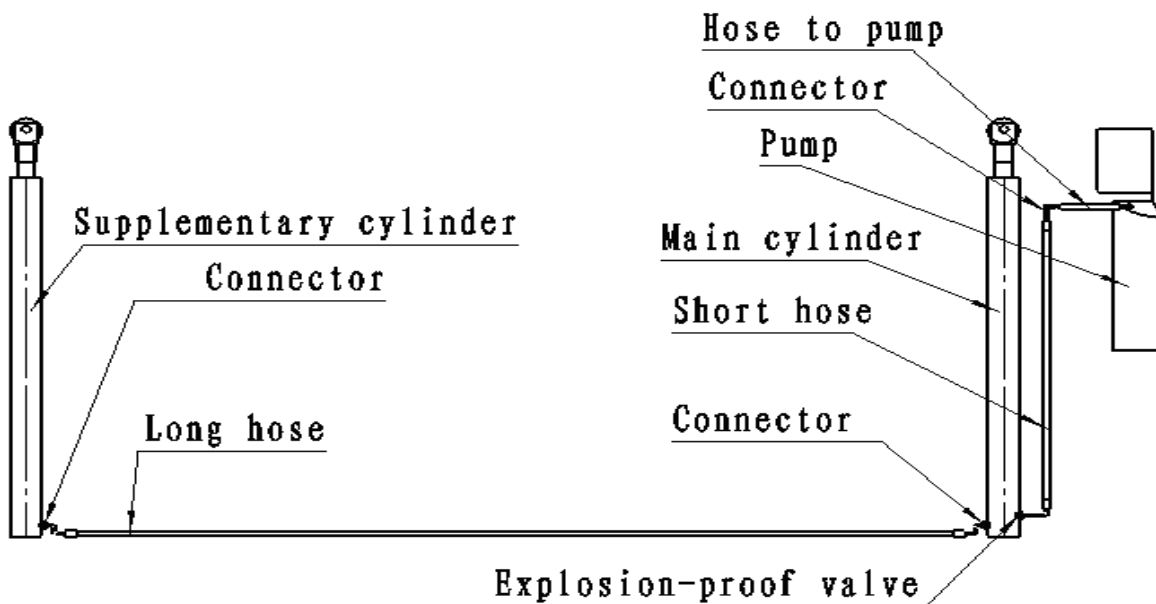 Hose to pump
Connector
Pump
Supplementary cylinder
Main cylinder
Connector
Short hose
Connector
Long hose
Explosion-proof valve